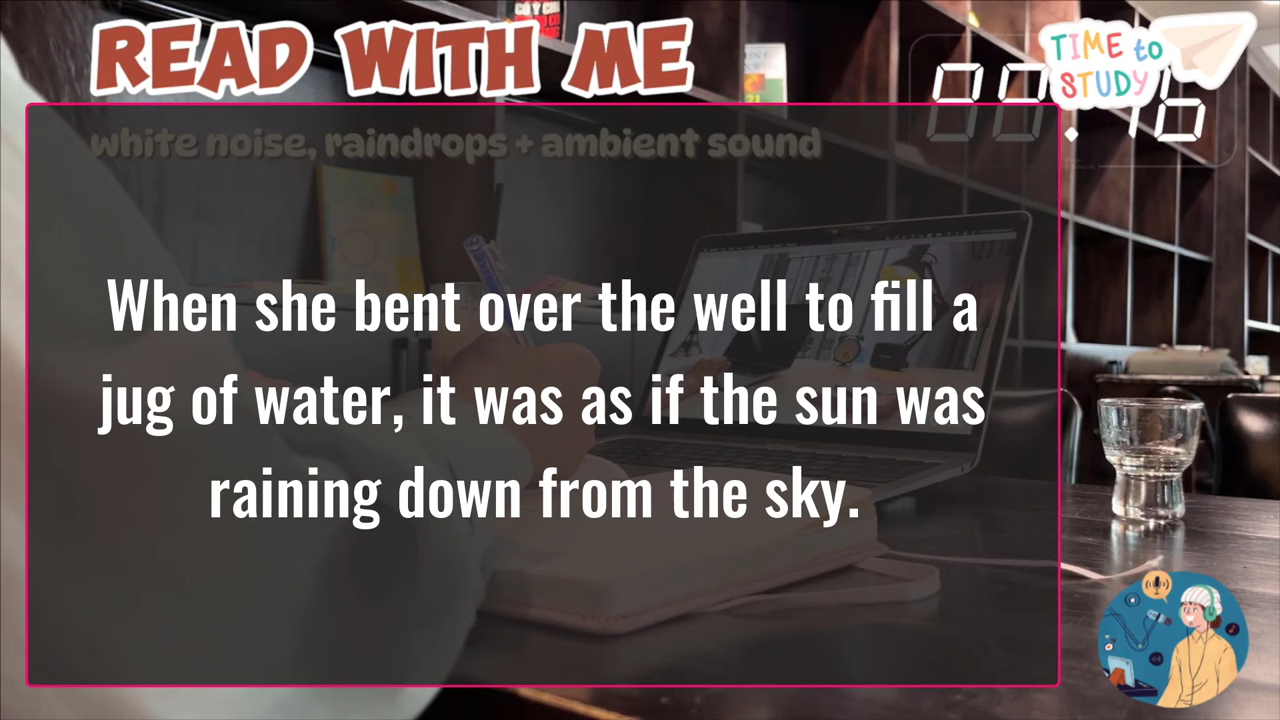 READ WITH ME
TIME to
STUDY
white noise, raindrops + ambient sound
When she bent over the well to fill a
jug of water, it was as if the sun was
raining down from the sky.